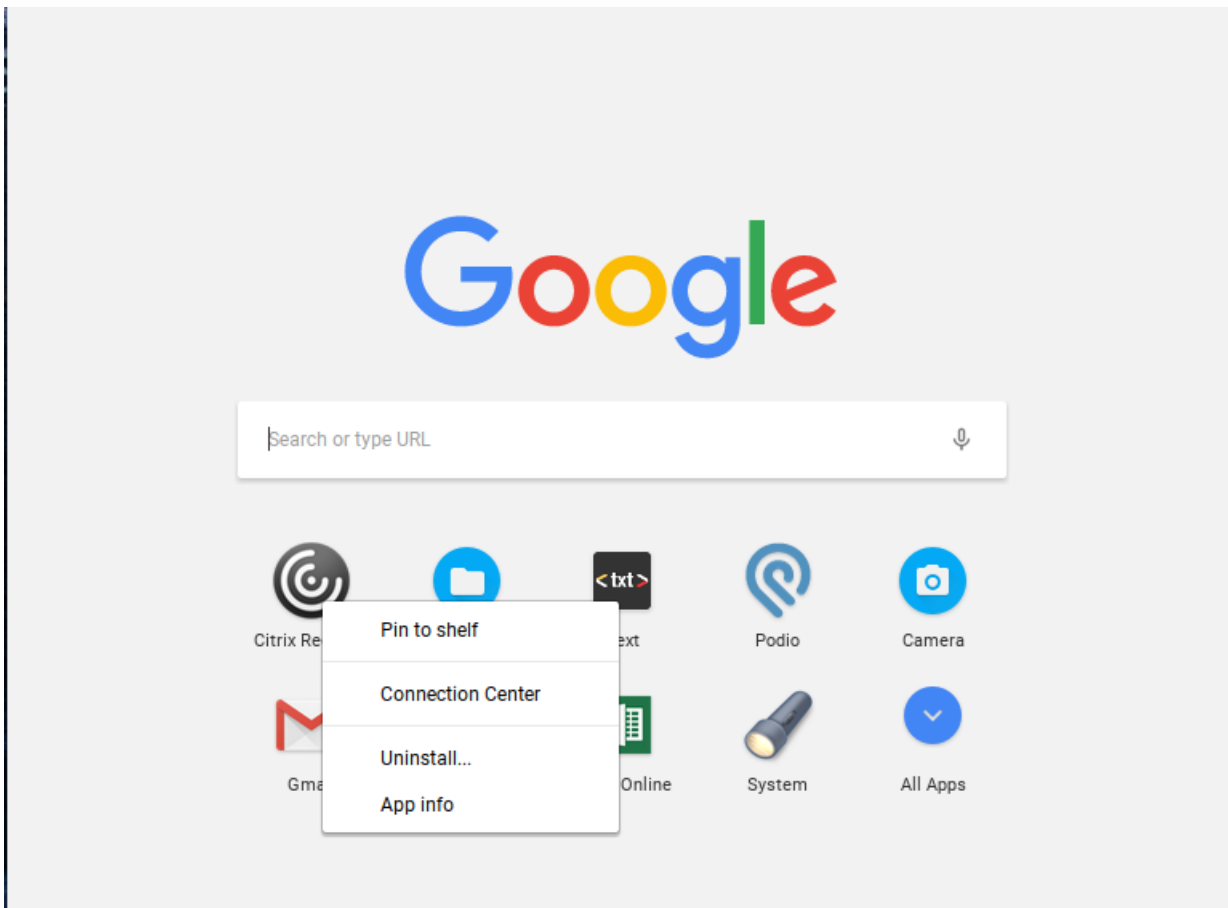 Google
Search or type URL
<txt>
Citrix Re
ext
Podio
Camera
Pin to shelf
Connection Center
Uninstall...
App info
Gma
Online
System
All Apps